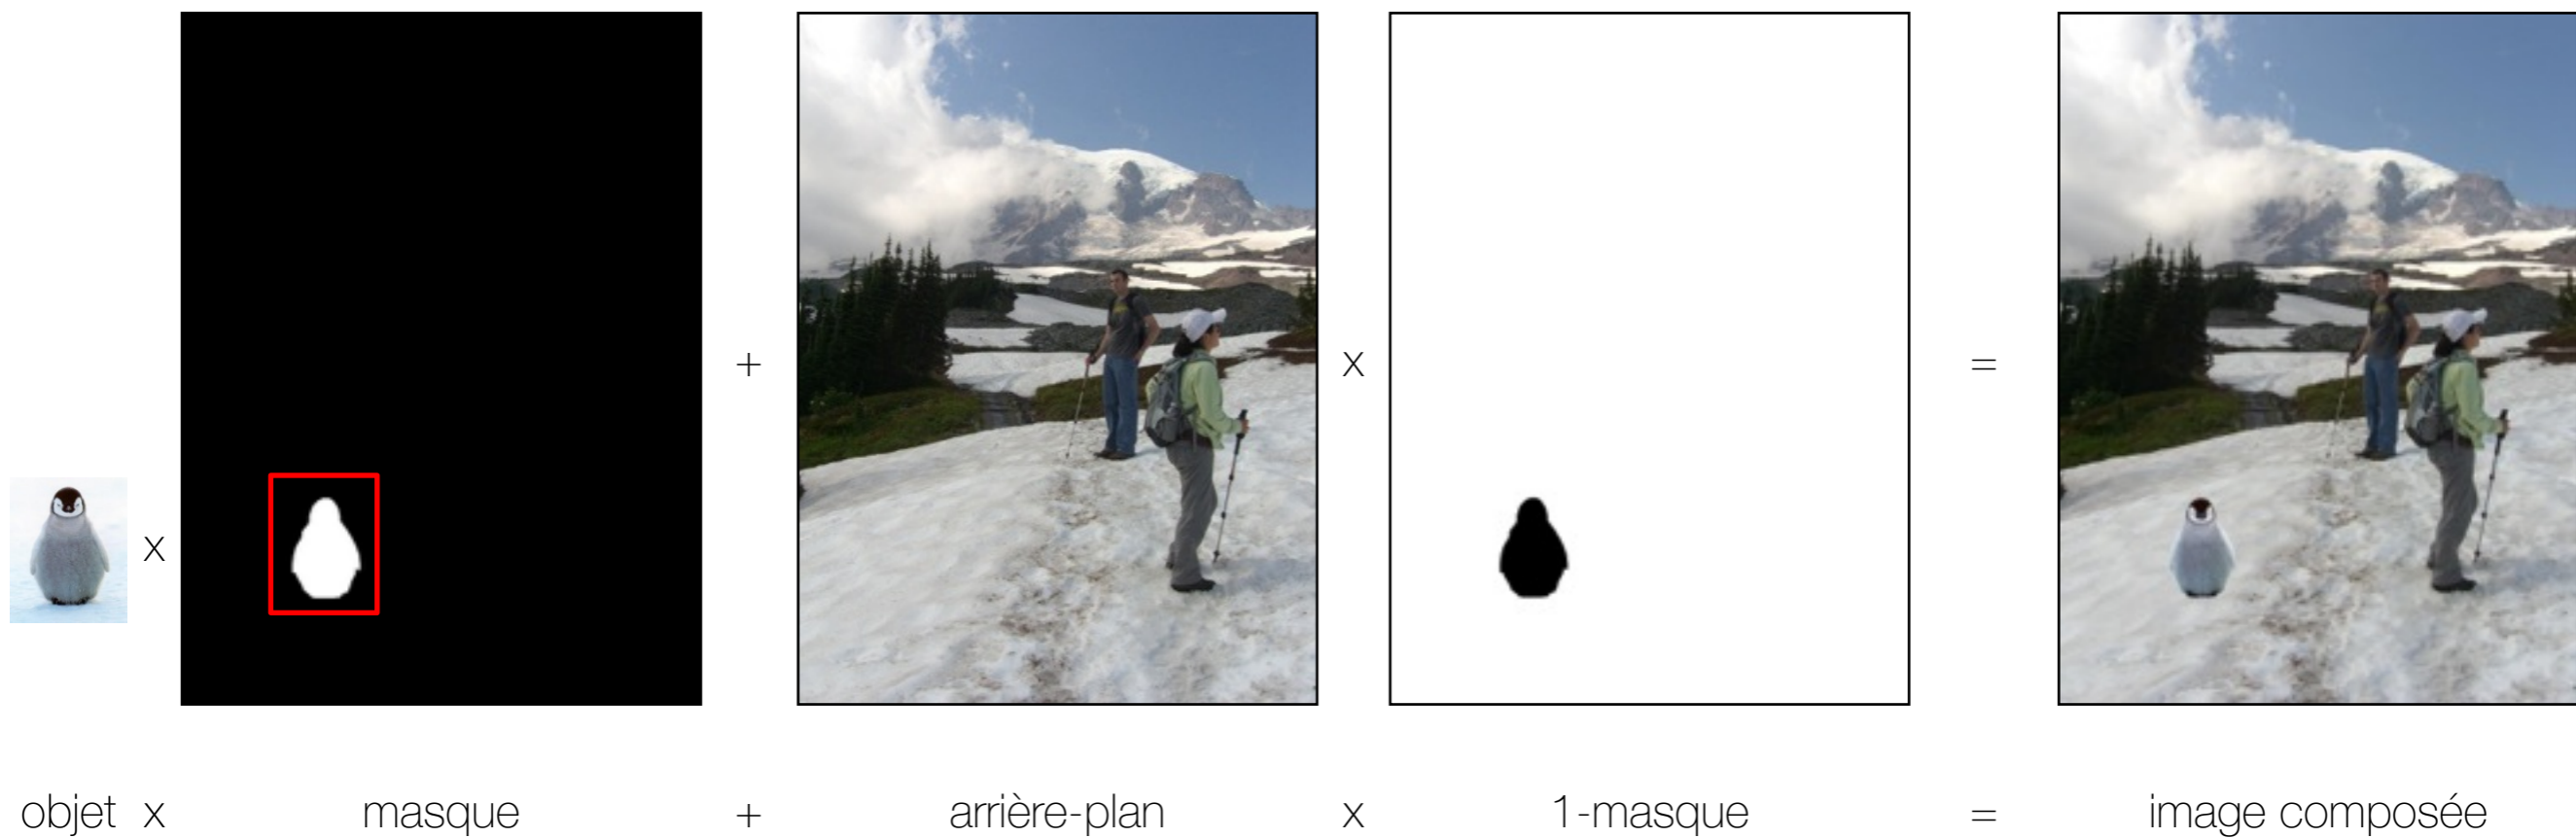 x + x =
objet x masque + arrière-plan x 1-masque = image composée